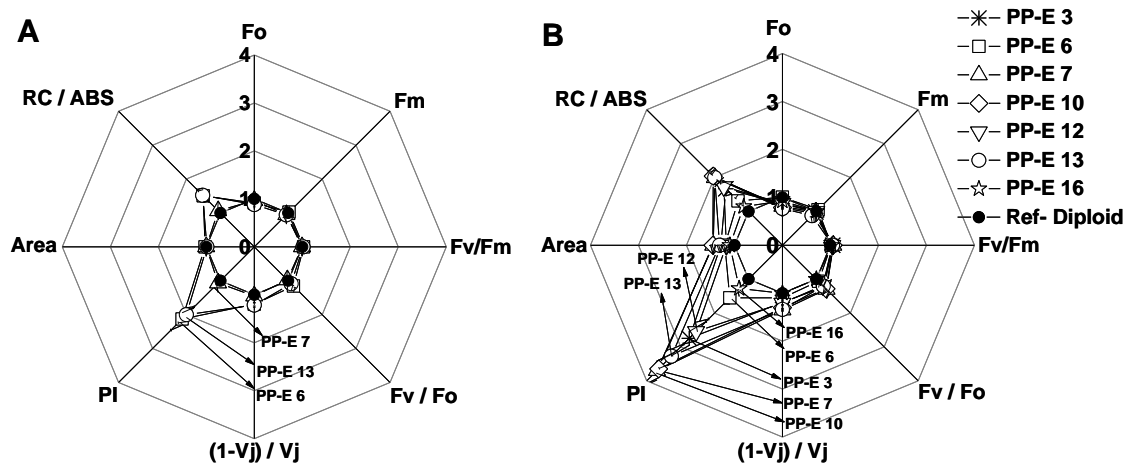 A
Fo
4
3
2
1
0
Fm
Fv/Fm
Fv / Fo
(1-Vj) / Vj
PI
Area
RC / ABS
PP-E 7
PP-E 13
PP-E 6
B
Fo
4
3
2
1
0
Fm
Fv/Fm
Fv / Fo
(1-Vj) / Vj
PI
Area
RC / ABS
PP-E 12
PP-E 13
PP-E 16
PP-E 6
PP-E 3
PP-E 7
PP-E 10
PP-E 3
PP-E 6
PP-E 7
PP-E 10
PP-E 12
PP-E 13
PP-E 16
Ref- Diploid